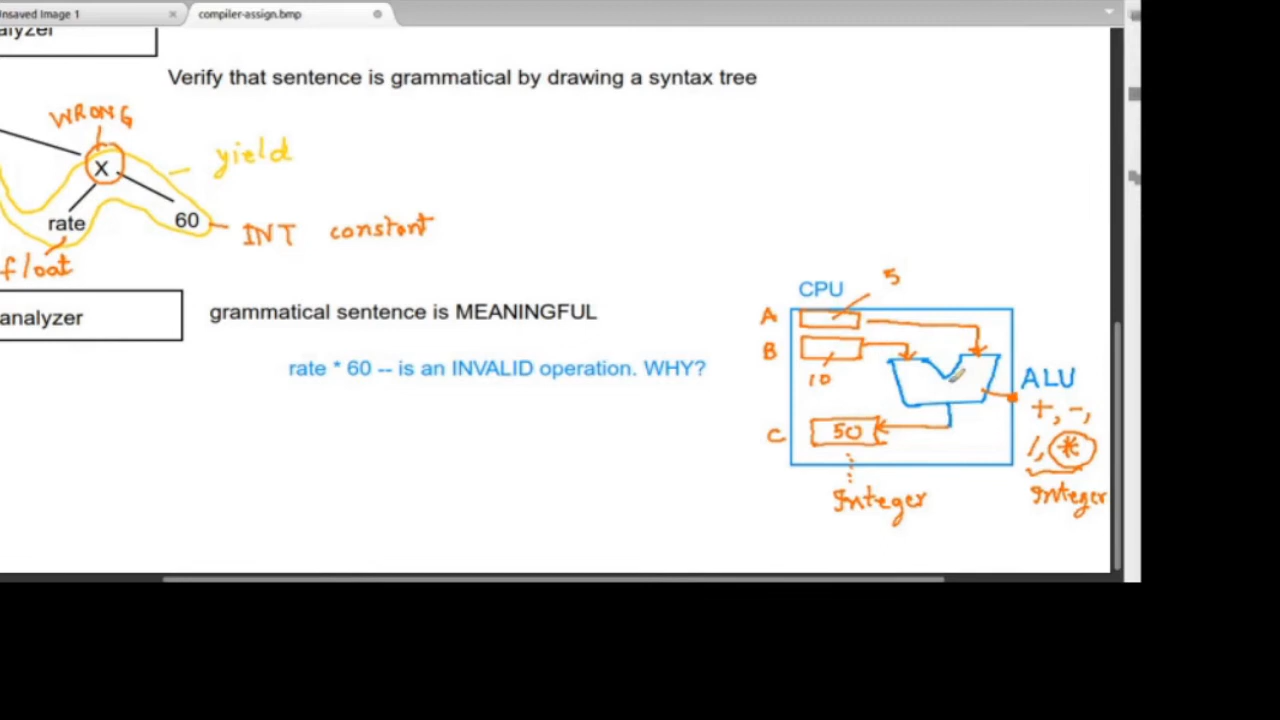 Unsaved Image 1
compiler-assign.bmp
alyzer
Verify that sentence is grammatical by drawing a syntax tree
WRONG
X
yield
rate
60
INT constant
float
analyzer
grammatical sentence is MEANINGFUL
rate * 60 -- is an INVALID operation. WHY?
CPU
5
A
B
10
ALU
+, -,
/, *
Integer
C
50
Integer